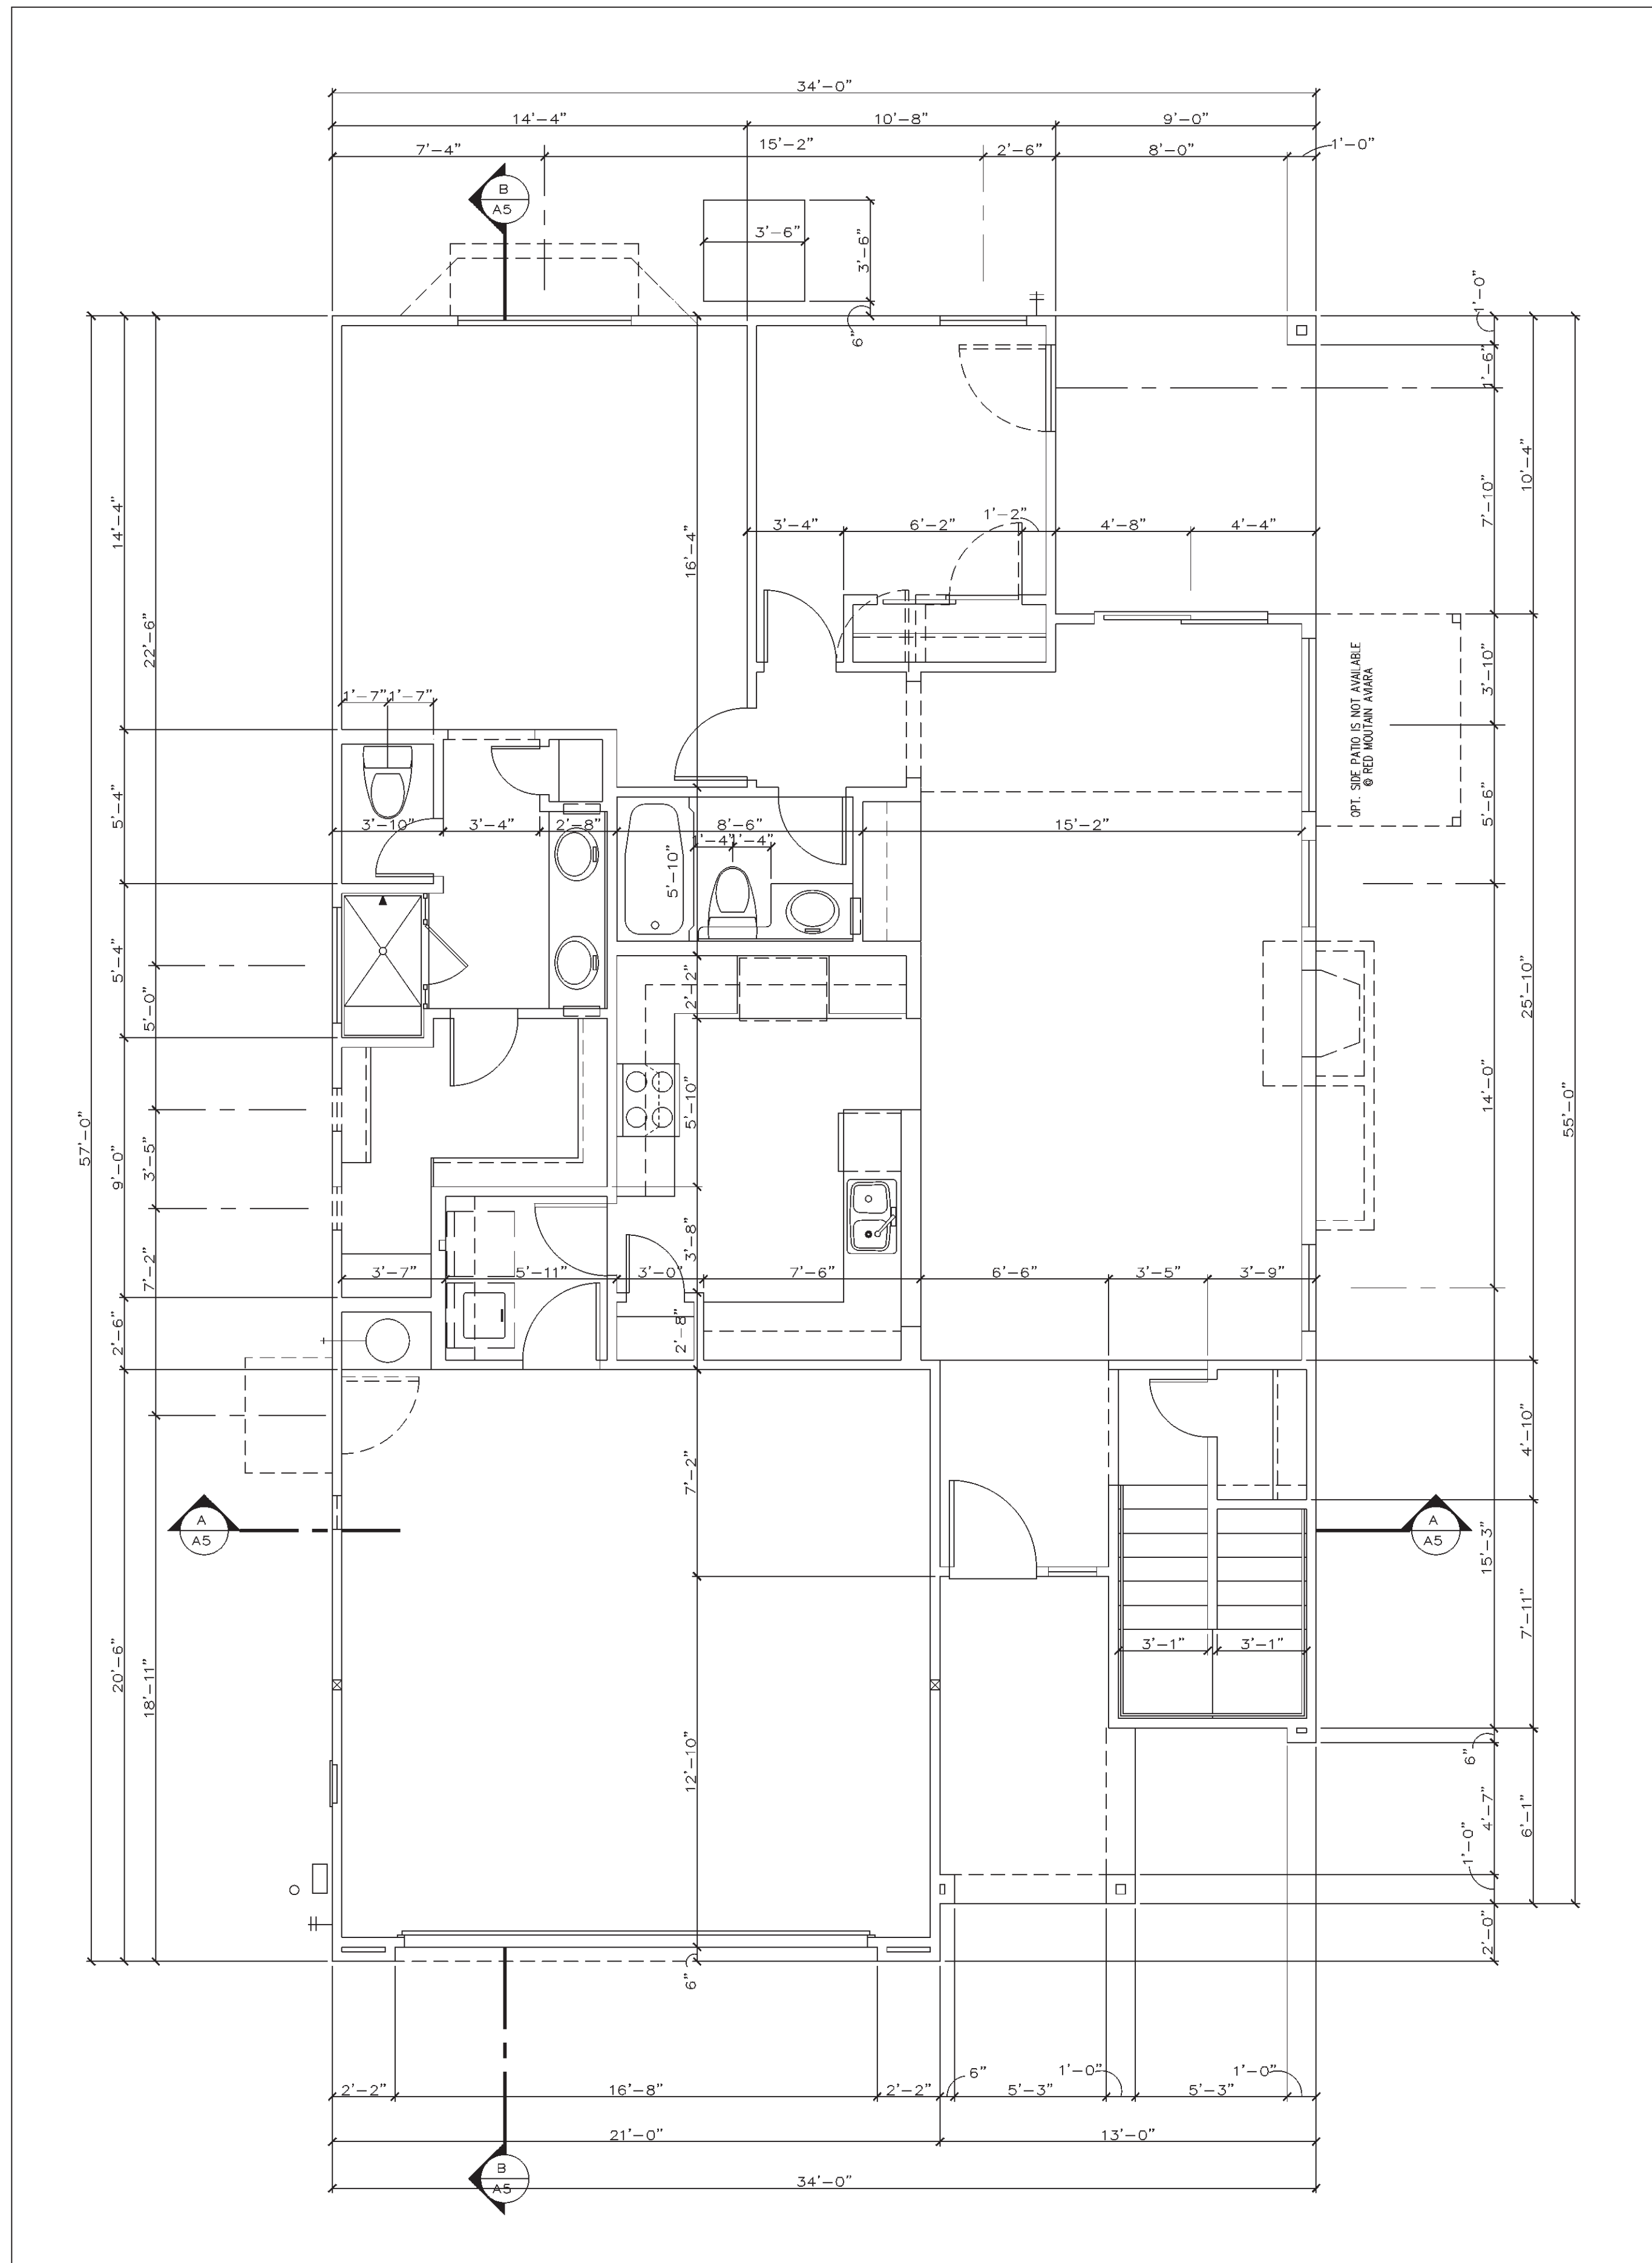 34'-0"
14'-4" 10'-8" 9'-0"
7'-4" 15'-2" 2'-6" 8'-0" 1'-0"
B
A5
3'-6"
3'-6"
6"
1'-0"
1'-6"
14'-4"
22'-6"
16'-4"
10'-4"
7'-10"
3'-4" 6'-2" 1'-2" 4'-8" 4'-4"
OPT. SIDE PATIO IS NOT AVAILABLE
@ RED MOUTAIN AVIARA
3'-10"
1'-7" 1'-7"
5'-4"
5'-6"
3'-10" 3'-4" 2'-8" 8'-6" 15'-2"
1'-4" 1'-4"
5'-10"
5'-4"
5'-0"
2'-2"
25'-10"
5'-10"
14'-0"
57'-0"
55'-0"
9'-0"
3'-5"
3'-8"
7'-2"
3'-7" 5'-11" 3'-0" 7'-6" 6'-6" 3'-5" 3'-9"
2'-6"
2'-8"
4'-10"
7'-2"
A
A5
A
A5
15'-3"
7'-11"
20'-6"
18'-11"
3'-1" 3'-1"
12'-10"
6"
4'-7"
6'-1"
1'-0"
2'-0"
6"
2'-2" 16'-8" 2'-2" 6" 5'-3" 1'-0" 5'-3" 1'-0"
21'-0" 13'-0"
B
A5
34'-0"